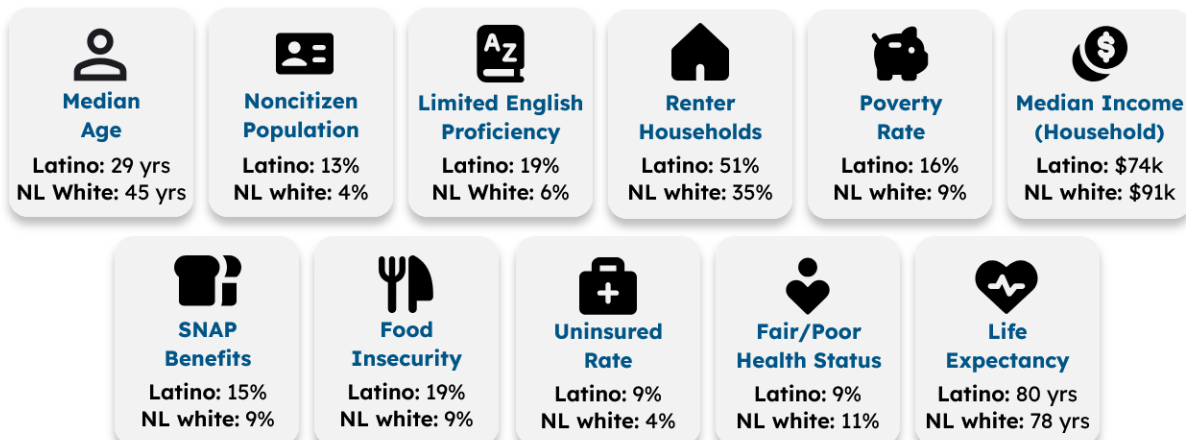 Median
Age
Latino: 29 yrs
NL White: 45 yrs
Noncitizen
Population
Latino: 13%
NL white: 4%
AZ
Limited English
Proficiency
Latino: 19%
NL White: 6%
Renter
Households
Latino: 51%
NL white: 35%
Poverty
Rate
Latino: 16%
NL white: 9%
$
Median Income
(Household)
Latino: $74k
NL white: $91k
SNAP
Benefits
Latino: 15%
NL white: 9%
Food
Insecurity
Latino: 19%
NL white: 9%
Uninsured
Rate
Latino: 9%
NL white: 4%
Fair/Poor
Health Status
Latino: 9%
NL white: 11%
Life
Expectancy
Latino: 80 yrs
NL white: 78 yrs